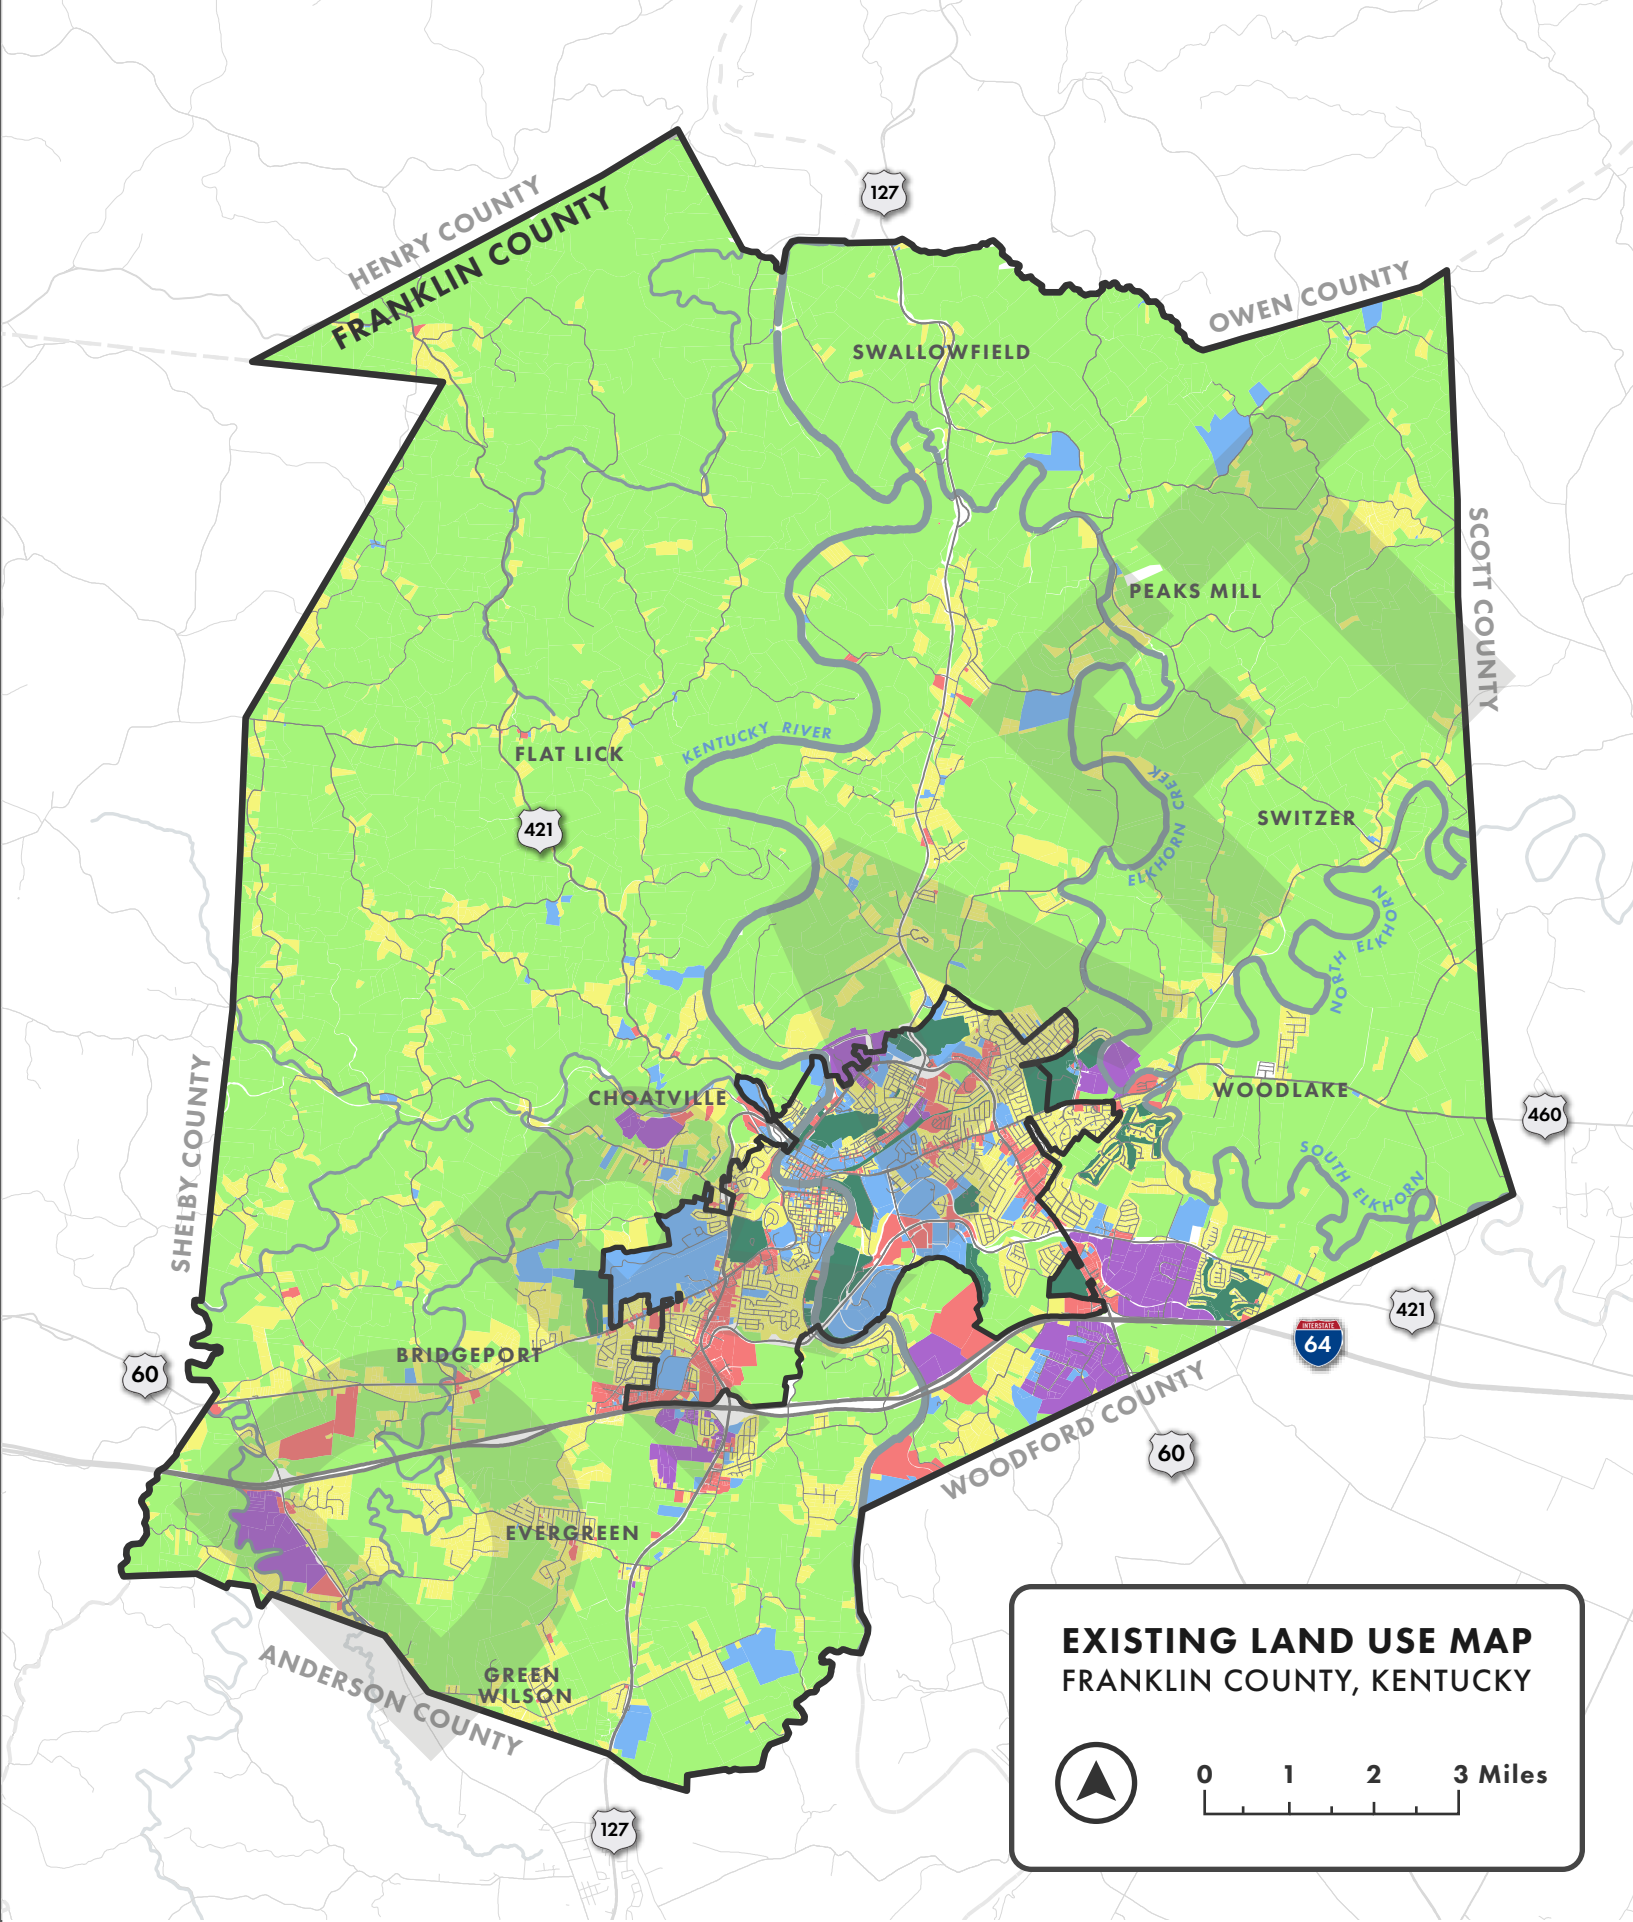 127
HENRY COUNTY
FRANKLIN COUNTY
OWEN COUNTY
SWALLOWFIELD
SCOTT COUNTY
PEAKS MILL
KENTUCKY RIVER
FLAT LICK
ELKHORN CREEK
SWITZER
421
NORTH ELKHORN
CHOATVILLE
WOODLAKE
460
SHELBY COUNTY
SOUTH ELKHORN
421
INTERSTATE
64
BRIDGEPORT
60
WOODFORD COUNTY
60
EVERGREEN
GREEN
WILSON
ANDERSON COUNTY
127
EXISTING LAND USE MAP
FRANKLIN COUNTY, KENTUCKY
0 1 2 3 Miles